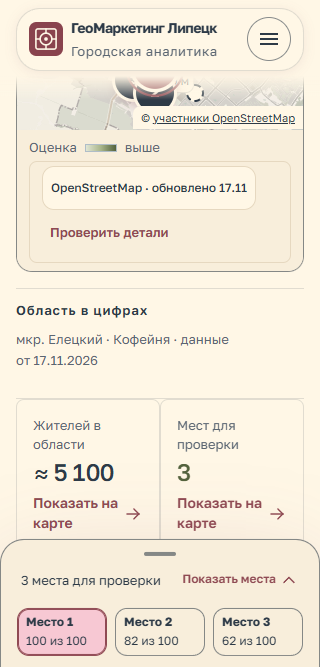 ГеоМаркетинг Липецк
Городская аналитика
© участники OpenStreetMap
Оценка выше
OpenStreetMap · обновлено 17.11
Проверить детали
Область в цифрах
мкр. Елецкий · Кофейня · данные
от 17.11.2026
Жителей в
области
≈ 5 100
Показать на
карте
Мест для
проверки
3
Показать на
карте
3 места для проверки
Показать места
Место 1
100 из 100
Место 2
82 из 100
Место 3
62 из 100